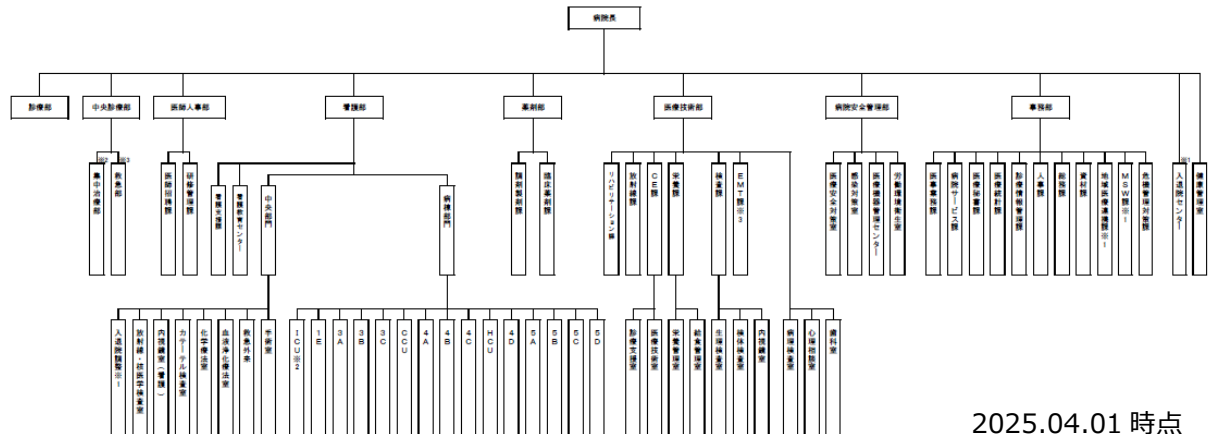 病院長
診療部
中央診療部
医師人事部
看護部
薬剤部
医療技術部
病院安全管理部
事務部
※2
集中治療部
※3
救急部
医師招聘課
研修管理課
看護支援課
看護教育センター
中央部門
病棟部門
調剤製剤課
臨床薬剤課
リハビリテーション課
放射線課
CE課
栄養課
検査課
EMT課※3
医療安全対策室
感染対策室
医療機器管理センター
労働環境衛生室
医事業務課
病院サービス課
医療秘書課
医療統計課
診療情報管理課
人事課
総務課
資材課
地域医療連携課※1
MSW課※1
危機管理対策課
※1
入退院センター
健康管理室
入退院調整※1
放射線・核医学検査室
内視鏡室(看護)
カテーテル検査室
化学療法室
血液浄化療法室
救急外来
手術室
ICU※2
1E
3A
3B
3C
CCU
4A
4B
4C
HCU
4D
5A
5B
5C
5D
診療支援室
医療技術室
栄養管理室
給食管理室
生理検査室
検体検査室
内視鏡室
病理検査室
心理相談室
歯科室
2025.04.01 時点